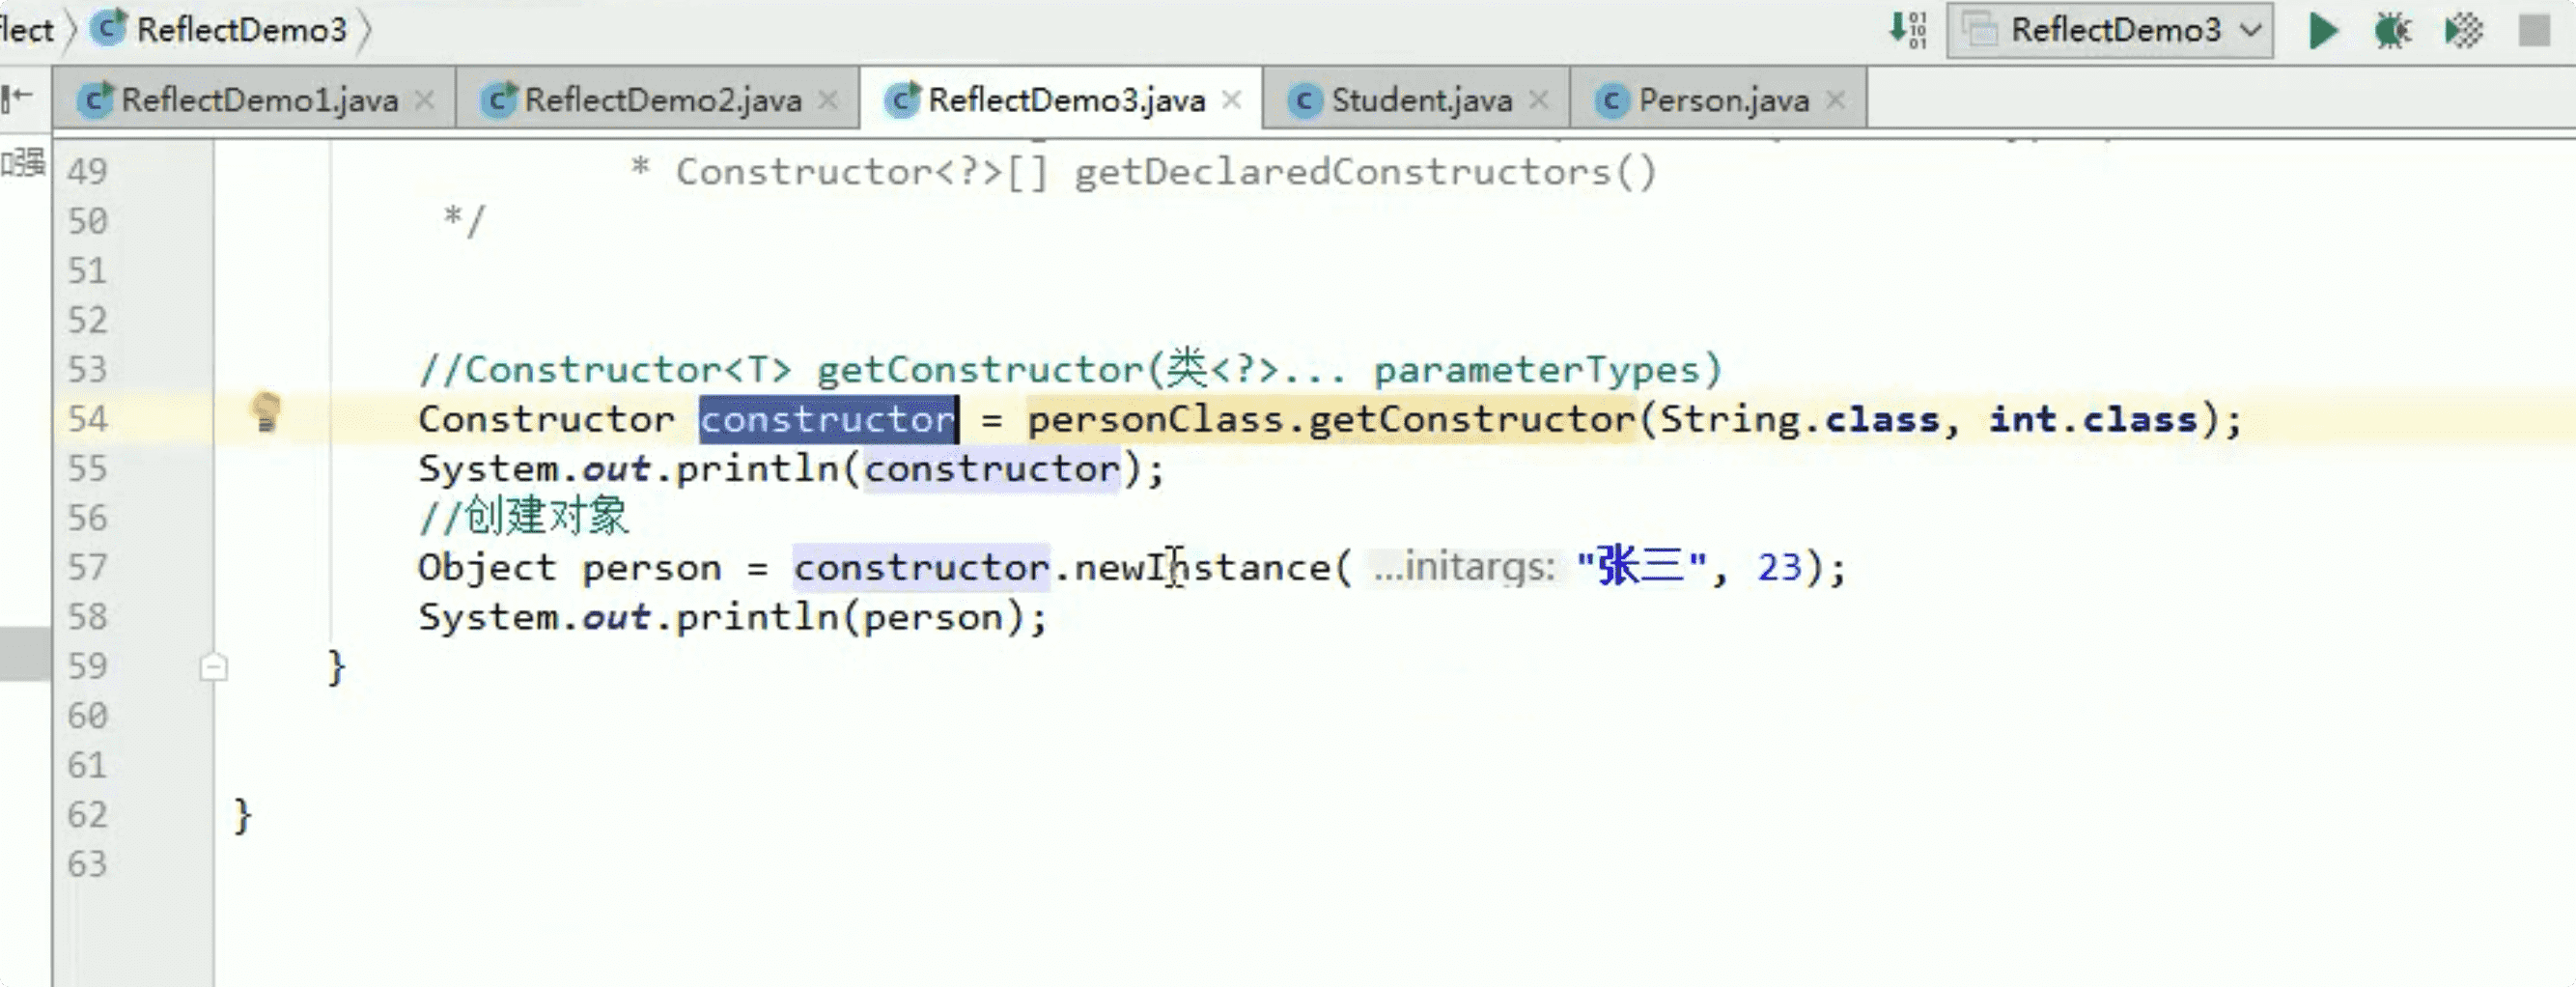 flect ReflectDemo3 ReflectDemo3
ReflectDemo1.java ReflectDemo2.java ReflectDemo3.java Student.java Person.java
49 * Constructor<?>[] getDeclaredConstructors()
50 */
51
52
53 //Constructor<T> getConstructor(类<?>... parameterTypes)
54 Constructor constructor = personClass.getConstructor(String.class, int.class);
55 System.out.println(constructor);
56 //创建对象
57 Object person = constructor.newInstance( ...initargs: "张三", 23);
58 System.out.println(person);
59 }
60
61
62 }
63